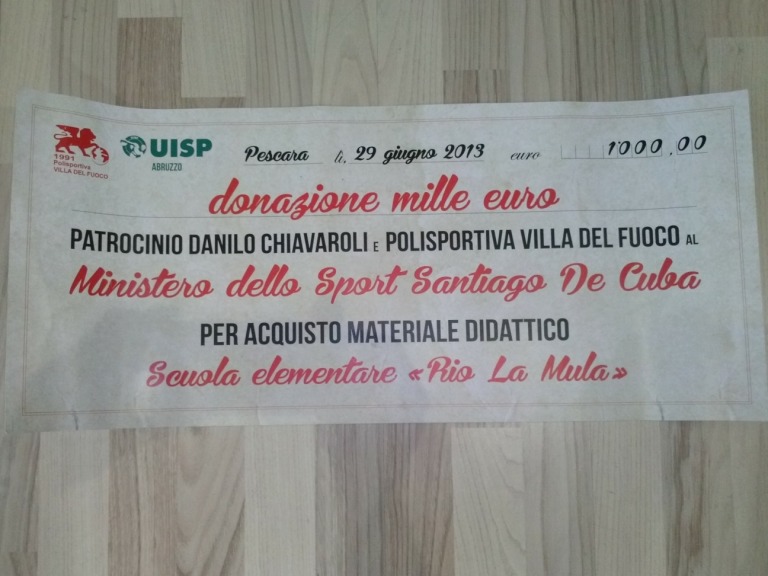 1991
Polisportiva
VILLA DEL FUOCO
UISP
ABRUZZO
Pescara li, 29 giugno 2013 euro 1000,00
donazione mille euro
PATROCINIO DANILO CHIAVAROLI E POLISPORTIVA VILLA DEL FUOCO AL
Ministero dello Sport Santiago De Cuba
PER ACQUISTO MATERIALE DIDATTICO
Scuola elementare «Rio La Mula»